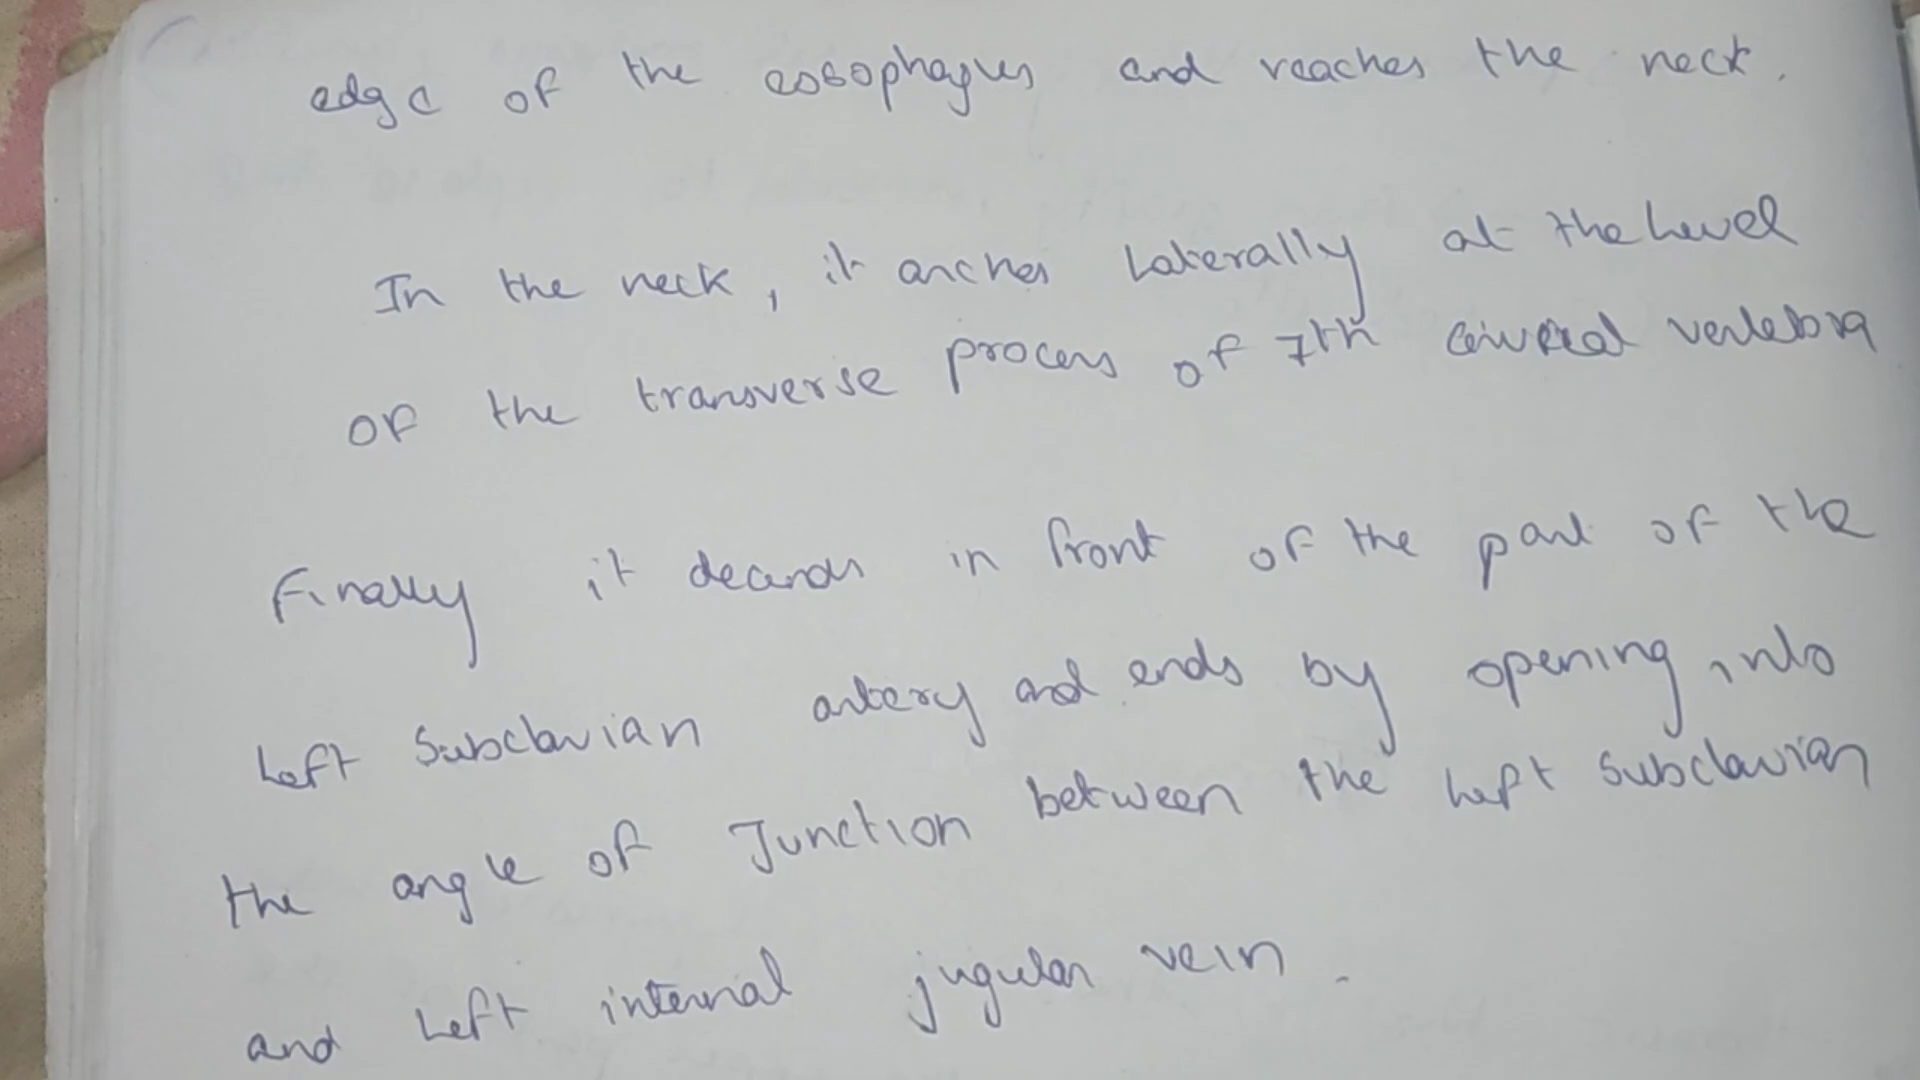 edge of the eosophagus and reaches the neck.
In the neck, it arches laterally at the level
of the transverse process of 7th cervical vertebra
Finally it decends in front of the part of the
left subclavian artery and ends by opening into
the angle of Junction between the left subclavian
and left internal jugular vein.